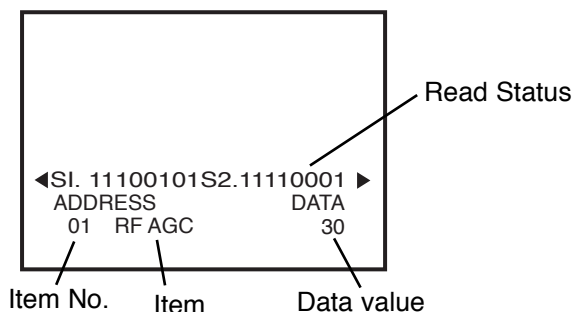 Read Status
◀SI. 11100101S2.11110001 ▶
ADDRESS DATA
01 RF AGC 30
Item No. Item Data value